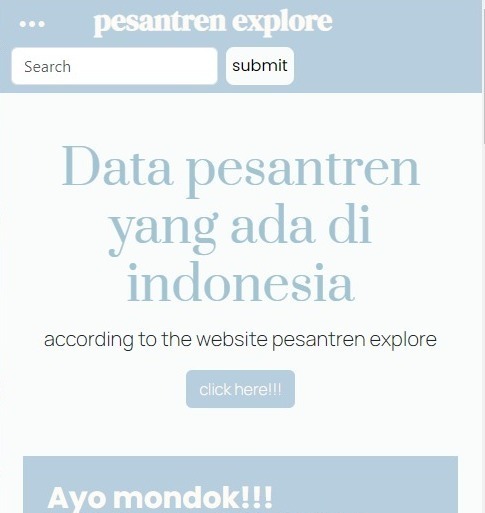 pesantren explore
Search
submit
Data pesantren
yang ada di
indonesia
according to the website pesantren explore
click here!!!
Ayo mondok!!!